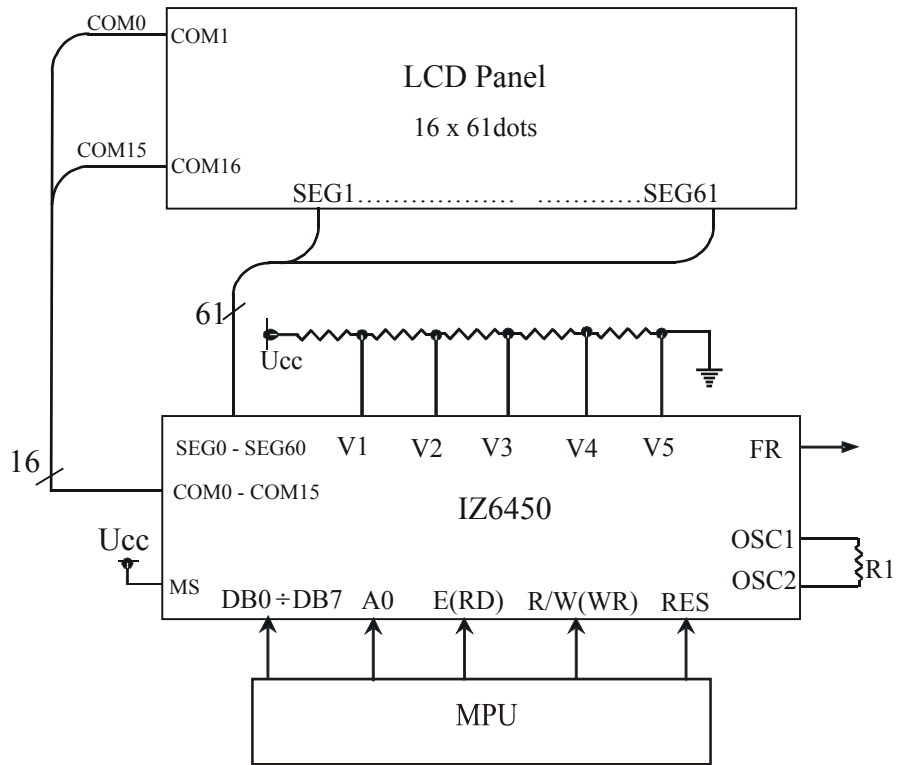 COM0
COM1
LCD Panel
16 x 61dots
COM15
COM16
SEG1.................. ............SEG61
61
Ucc
16
SEG0 - SEG60
V1
V2
V3
V4
V5
FR
COM0 - COM15
IZ6450
Ucc
OSC1
R1
OSC2
MS
DB0 ÷DB7
A0
E(RD)
R/W(WR)
RES
MPU